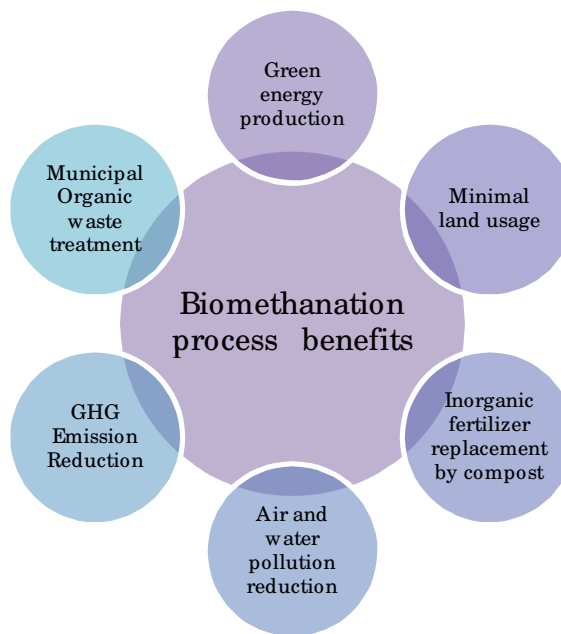 Green
energy
production
Minimal
land usage
Inorganic
fertilizer
replacement
by compost
Air and
water
pollution
reduction
GHG
Emission
Reduction
Municipal
Organic
waste
treatment
Biomethanation
process benefits